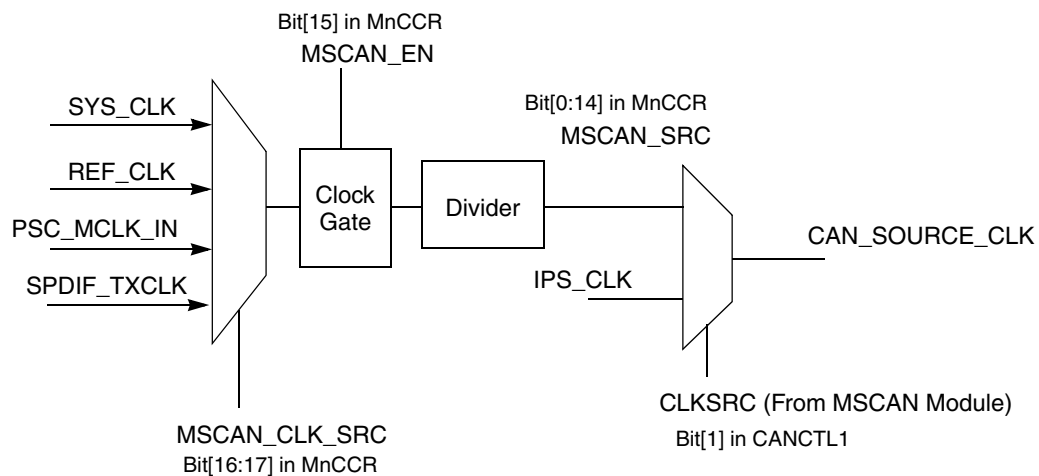 Bit[15] in MnCCR
MSCAN_EN
SYS_CLK
REF_CLK
PSC_MCLK_IN
SPDIF_TXCLK
Clock
Gate
Divider
Bit[0:14] in MnCCR
MSCAN_SRC
IPS_CLK
CAN_SOURCE_CLK
MSCAN_CLK_SRC
Bit[16:17] in MnCCR
CLKSRC (From MSCAN Module)
Bit[1] in CANCTL1